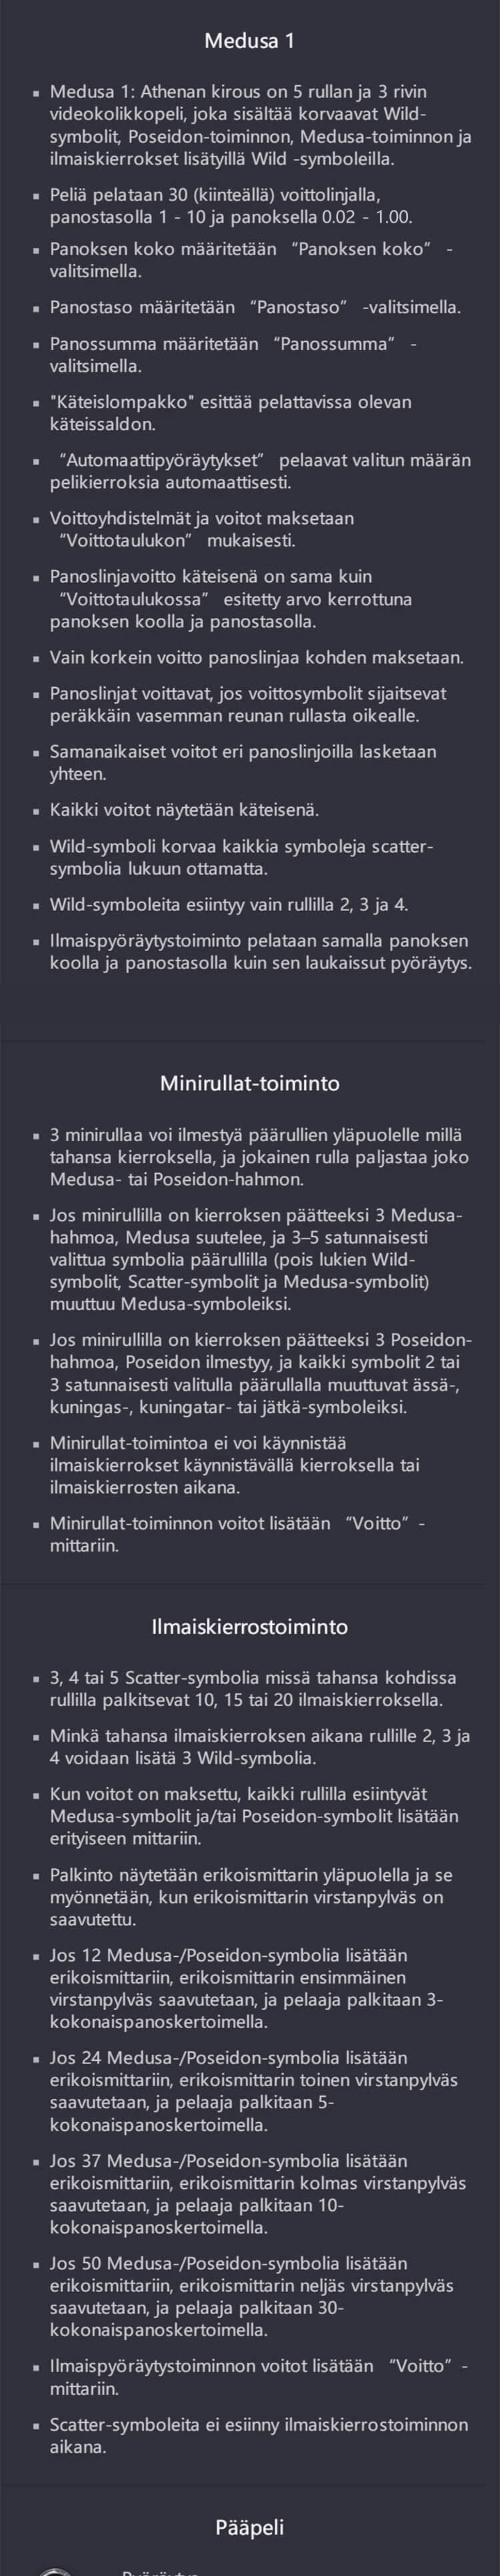 Medusa 1
▪ Medusa 1: Athenan kirous on 5 rullan ja 3 rivin
videokolikkopeli, joka sisältää korvaavat Wild-
symbolit, Poseidon-toiminnon, Medusa-toiminnon ja
ilmaiskierrokset lisätyillä Wild -symboleilla.
▪ Peliä pelataan 30 (kiinteällä) voittolinjalla,
panostasolla 1 - 10 ja panoksella 0.02 - 1.00.
▪ Panoksen koko määritetään “Panoksen koko” -
valitsimella.
▪ Panostaso määritetään “Panostaso” -valitsimella.
▪ Panossumma määritetään “Panossumma” -
valitsimella.
▪ "Käteislompakko" esittää pelattavissa olevan
käteissaldon.
▪ “Automaattipyöräytykset” pelaavat valitun määrän
pelikierroksia automaattisesti.
▪ Voittoyhdistelmät ja voitot maksetaan
“Voittotaulukon” mukaisesti.
▪ Panoslinjavoitto käteisenä on sama kuin
“Voittotaulukossa” esitetty arvo kerrottuna
panoksen koolla ja panostasolla.
▪ Vain korkein voitto panoslinjaa kohden maksetaan.
▪ Panoslinjat voittavat, jos voittosymbolit sijaitsevat
peräkkäin vasemman reunan rullasta oikealle.
▪ Samanaikaiset voitot eri panoslinjoilla lasketaan
yhteen.
▪ Kaikki voitot näytetään käteisenä.
▪ Wild-symboli korvaa kaikkia symboleja scatter-
symbolia lukuun ottamatta.
▪ Wild-symboleita esiintyy vain rullilla 2, 3 ja 4.
▪ Ilmaispyöräytystoiminto pelataan samalla panoksen
koolla ja panostasolla kuin sen laukaissut pyöräytys.
Minirullat-toiminto
▪ 3 minirullaa voi ilmestyä päärullien yläpuolelle millä
tahansa kierroksella, ja jokainen rulla paljastaa joko
Medusa- tai Poseidon-hahmon.
▪ Jos minirullilla on kierroksen päätteeksi 3 Medusa-
hahmoa, Medusa suutelee, ja 3–5 satunnaisesti
valittua symbolia päärullilla (pois lukien Wild-
symbolit, Scatter-symbolit ja Medusa-symbolit)
muuttuu Medusa-symboleiksi.
▪ Jos minirullilla on kierroksen päätteeksi 3 Poseidon-
hahmoa, Poseidon ilmestyy, ja kaikki symbolit 2 tai
3 satunnaisesti valitulla päärullalla muuttuvat ässä-,
kuningas-, kuningatar- tai jätkä-symboleiksi.
▪ Minirullat-toimintoa ei voi käynnistää
ilmaiskierrokset käynnistävällä kierroksella tai
ilmaiskierrosten aikana.
▪ Minirullat-toiminnon voitot lisätään “Voitto” -
mittariin.
Ilmaiskierrostoiminto
▪ 3, 4 tai 5 Scatter-symbolia missä tahansa kohdissa
rullilla palkitsevat 10, 15 tai 20 ilmaiskierroksella.
▪ Minkä tahansa ilmaiskierroksen aikana rullille 2, 3 ja
4 voidaan lisätä 3 Wild-symbolia.
▪ Kun voitot on maksettu, kaikki rullilla esiintyvät
Medusa-symbolit ja/tai Poseidon-symbolit lisätään
erityiseen mittariin.
▪ Palkinto näytetään erikoismittarin yläpuolella ja se
myönnetään, kun erikoismittarin virstanpylväs on
saavutettu.
▪ Jos 12 Medusa-/Poseidon-symbolia lisätään
erikoismittariin, erikoismittarin ensimmäinen
virstanpylväs saavutetaan, ja pelaaja palkitaan 3-
kokonaispanoskertoimella.
▪ Jos 24 Medusa-/Poseidon-symbolia lisätään
erikoismittariin, erikoismittarin toinen virstanpylväs
saavutetaan, ja pelaaja palkitaan 5-
kokonaispanoskertoimella.
▪ Jos 37 Medusa-/Poseidon-symbolia lisätään
erikoismittariin, erikoismittarin kolmas virstanpylväs
saavutetaan, ja pelaaja palkitaan 10-
kokonaispanoskertoimella.
▪ Jos 50 Medusa-/Poseidon-symbolia lisätään
erikoismittariin, erikoismittarin neljäs virstanpylväs
saavutetaan, ja pelaaja palkitaan 30-
kokonaispanoskertoimella.
▪ Ilmaispyöräytystoiminnon voitot lisätään “Voitto” -
mittariin.
▪ Scatter-symboleita ei esiinny ilmaiskierrostoiminnon
aikana.
Pääpeli